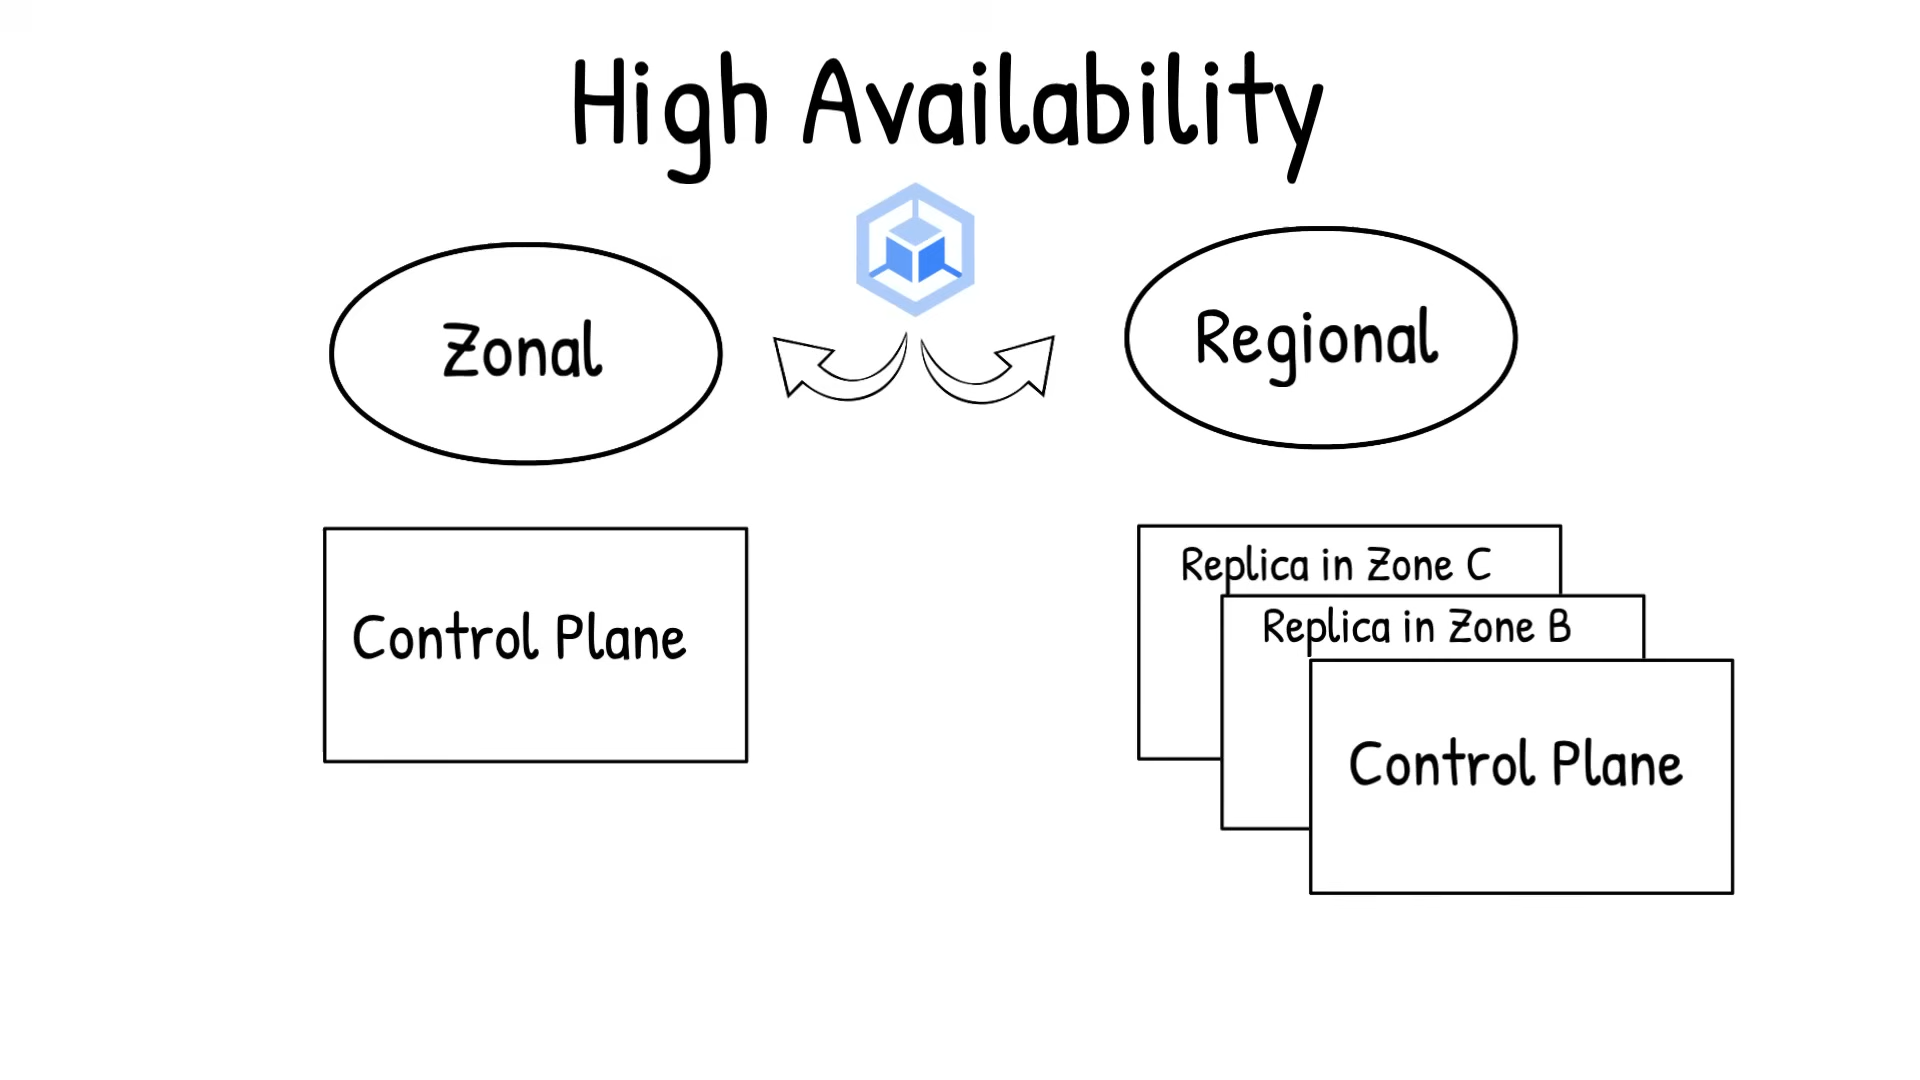 High Availability
Zonal
Regional
Control Plane
Replica in Zone C
Replica in Zone B
Control Plane